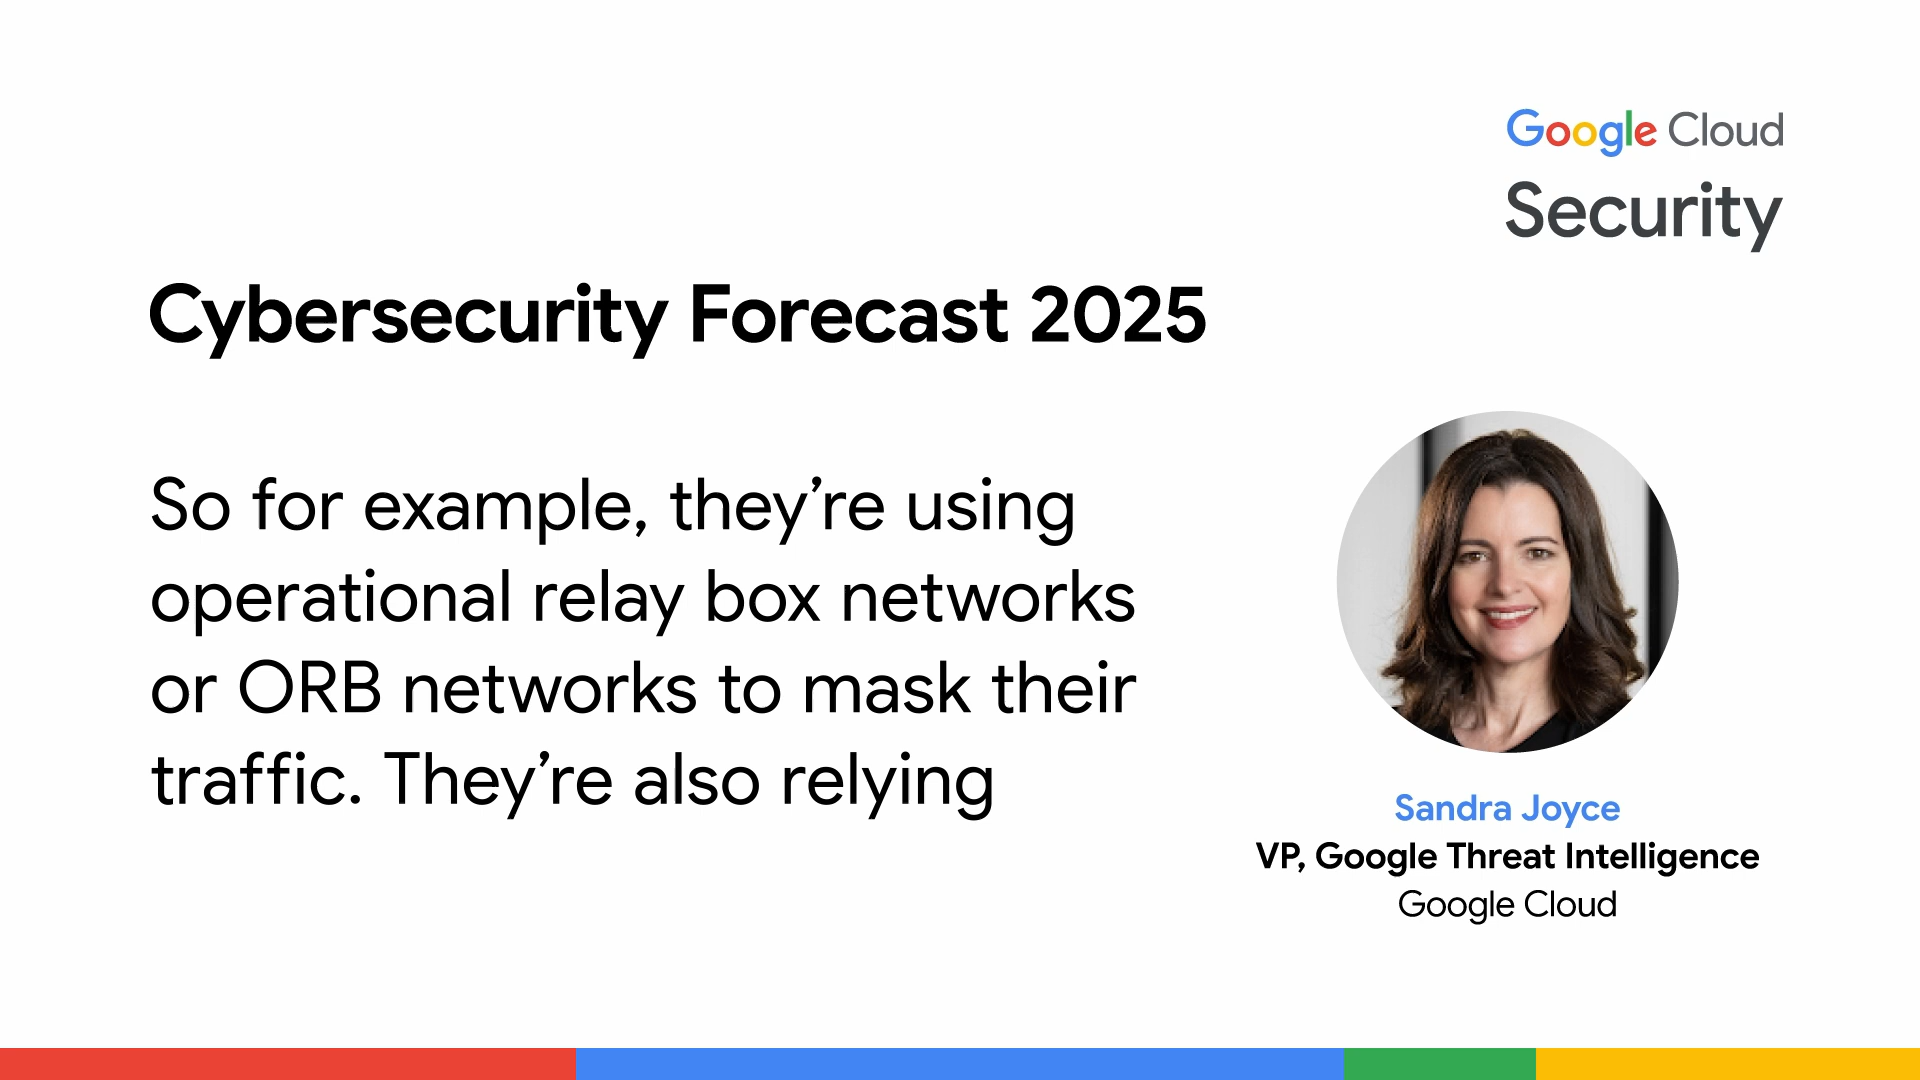 Google Cloud
Security
Cybersecurity Forecast 2025
So for example, they’re using
operational relay box networks
or ORB networks to mask their
traffic. They’re also relying
Sandra Joyce
VP, Google Threat Intelligence
Google Cloud